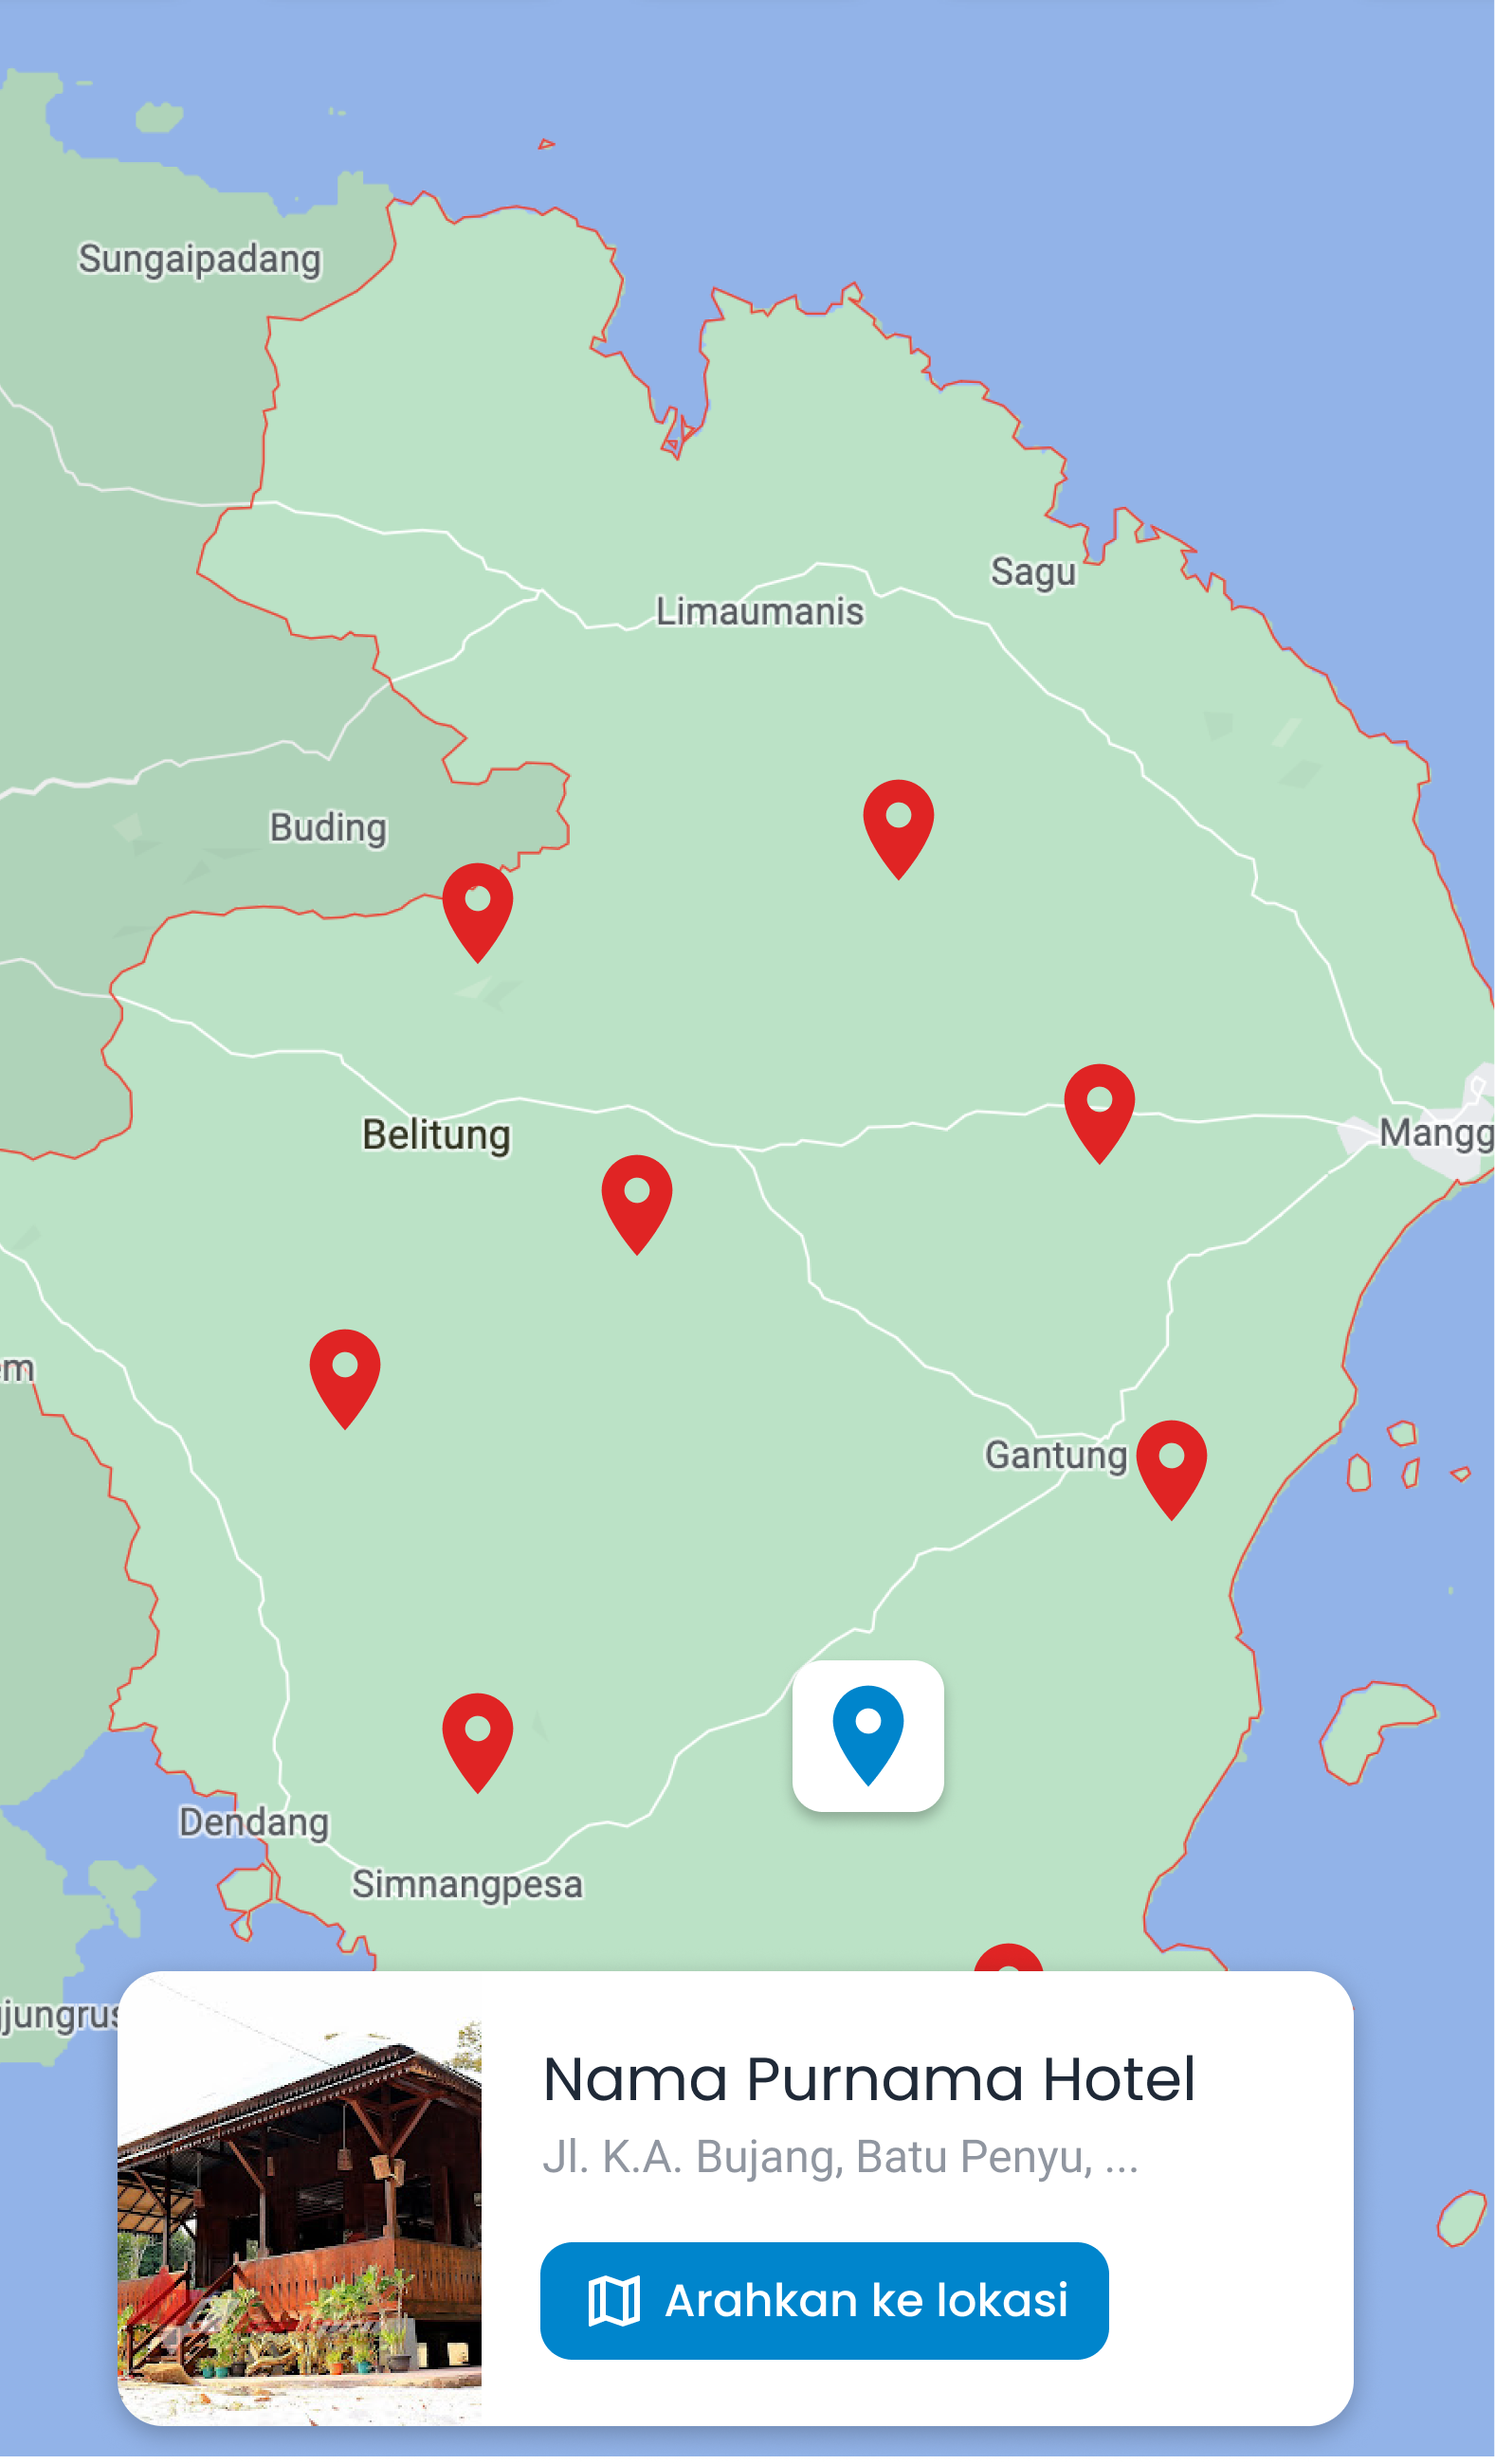 Sungaipadang
Sagu
Limaumanis
Buding
Belitung
Mangg
em
Gantung
Dendang
Simnangpesa
jungrus
Nama Purnama Hotel
Jl. K.A. Bujang, Batu Penyu, ...
Arahkan ke lokasi